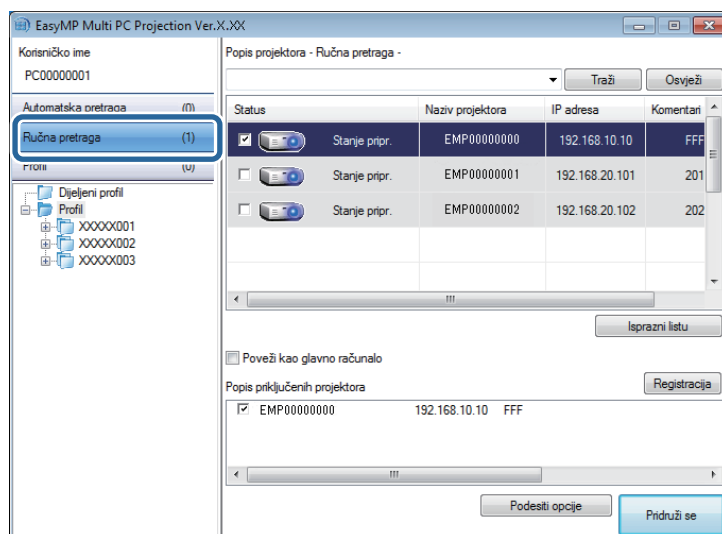 EasyMP Multi PC Projection Ver.X.XX
Korisničko ime
PC00000001
Automatska pretraga (0)
Ručna pretraga (1)
Profil (0)
Dijeljeni profil
Profil
XXXXX001
XXXXX002
XXXXX003
Popis projektora - Ručna pretraga -
Traži Osvježi
Status Naziv projektora IP adresa Komentari
Stanje pripr. EMP00000000 192.168.10.10 FFF
Stanje pripr. EMP00000001 192.168.20.101 201
Stanje pripr. EMP00000002 192.168.20.102 202
Isprazni listu
Poveži kao glavno računalo
Popis priključenih projektora Registracija
EMP00000000 192.168.10.10 FFF
Podesiti opcije Pridruži se